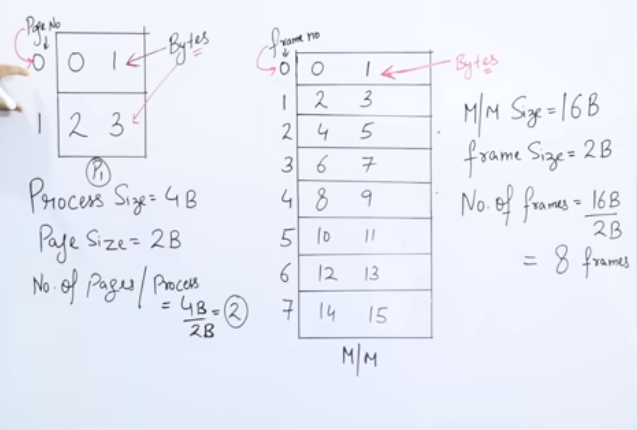 Page No
0 0 1
Bytes
1 2 3
P1
Process Size = 4B
Page Size = 2B
No. of Pages / Process
= 4B/2B = 2
frame no
0 0 1
Bytes
1 2 3
2 4 5
3 6 7
4 8 9
5 10 11
6 12 13
7 14 15
M/M
M/M Size = 16B
frame Size = 2B
No. of frames = 16B/2B
= 8 frames